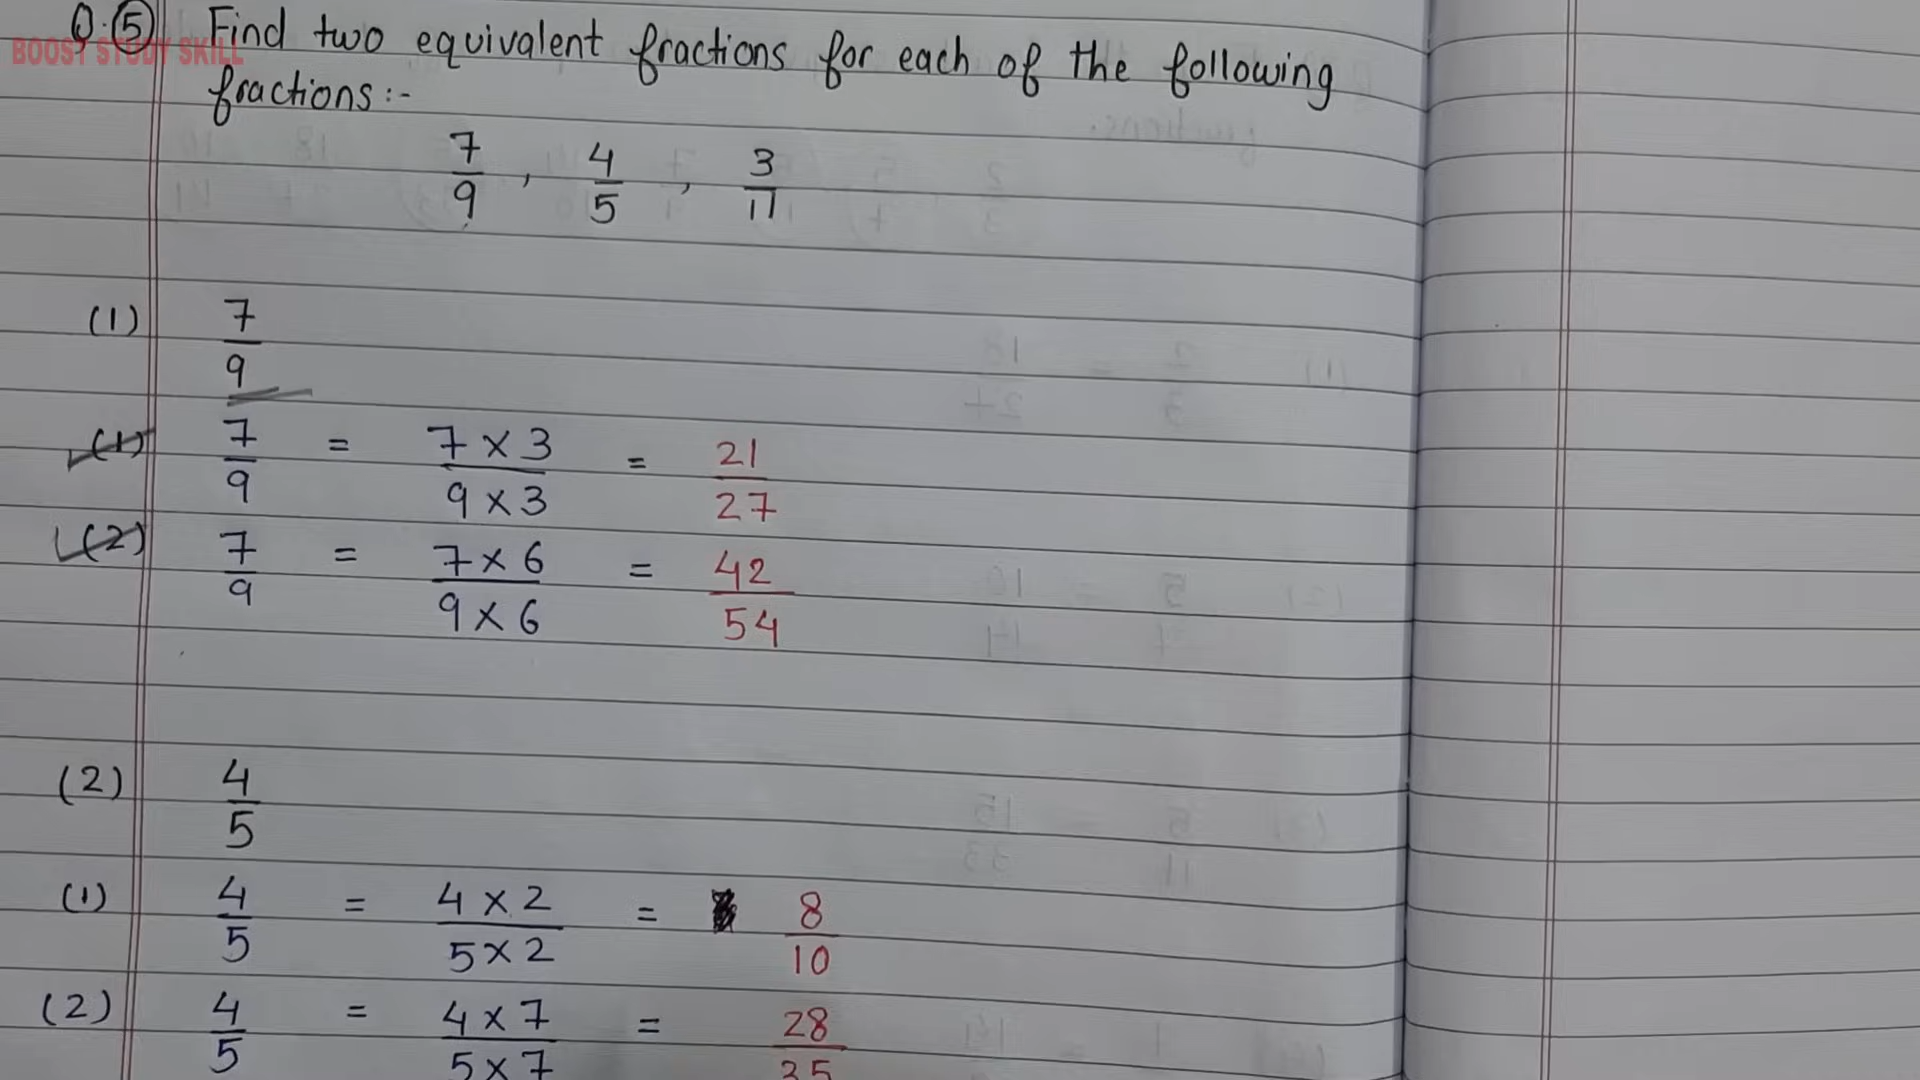 Q.5 Find two equivalent fractions for each of the following
BOOST STUDY SKILL
fractions :-
7/9 , 4/5 , 3/11
(1) 7/9
(1) 7/9 = 7 × 3 / 9 × 3 = 21/27
(2) 7/9 = 7 × 6 / 9 × 6 = 42/54
(2) 4/5
(1) 4/5 = 4 × 2 / 5 × 2 = 8/10
(2) 4/5 = 4 × 7 / 5 × 7 = 28/35